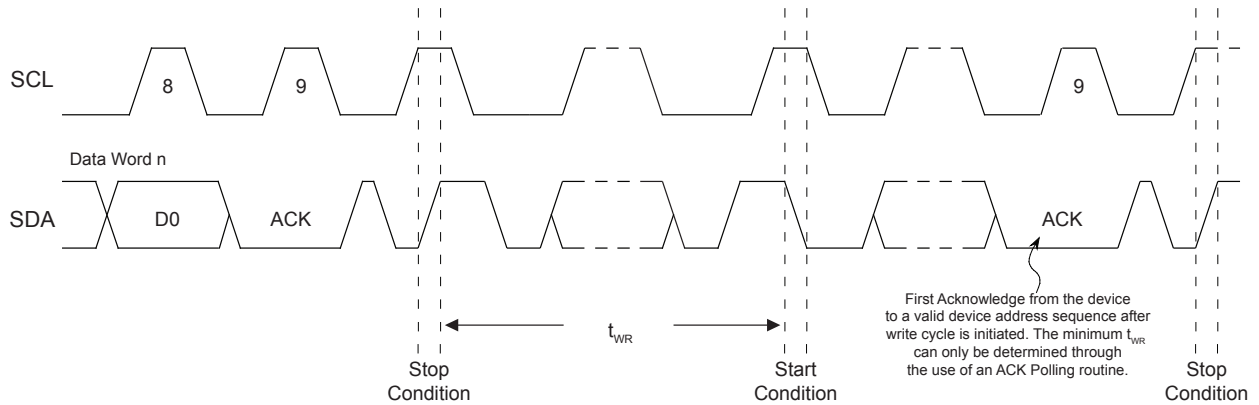 SCL
8
9
9
Data Word n
SDA
D0
ACK
ACK
First Acknowledge from the device
to a valid device address sequence after
write cycle is initiated. The minimum tWR
can only be determined through
the use of an ACK Polling routine.
tWR
Stop
Condition
Start
Condition
Stop
Condition